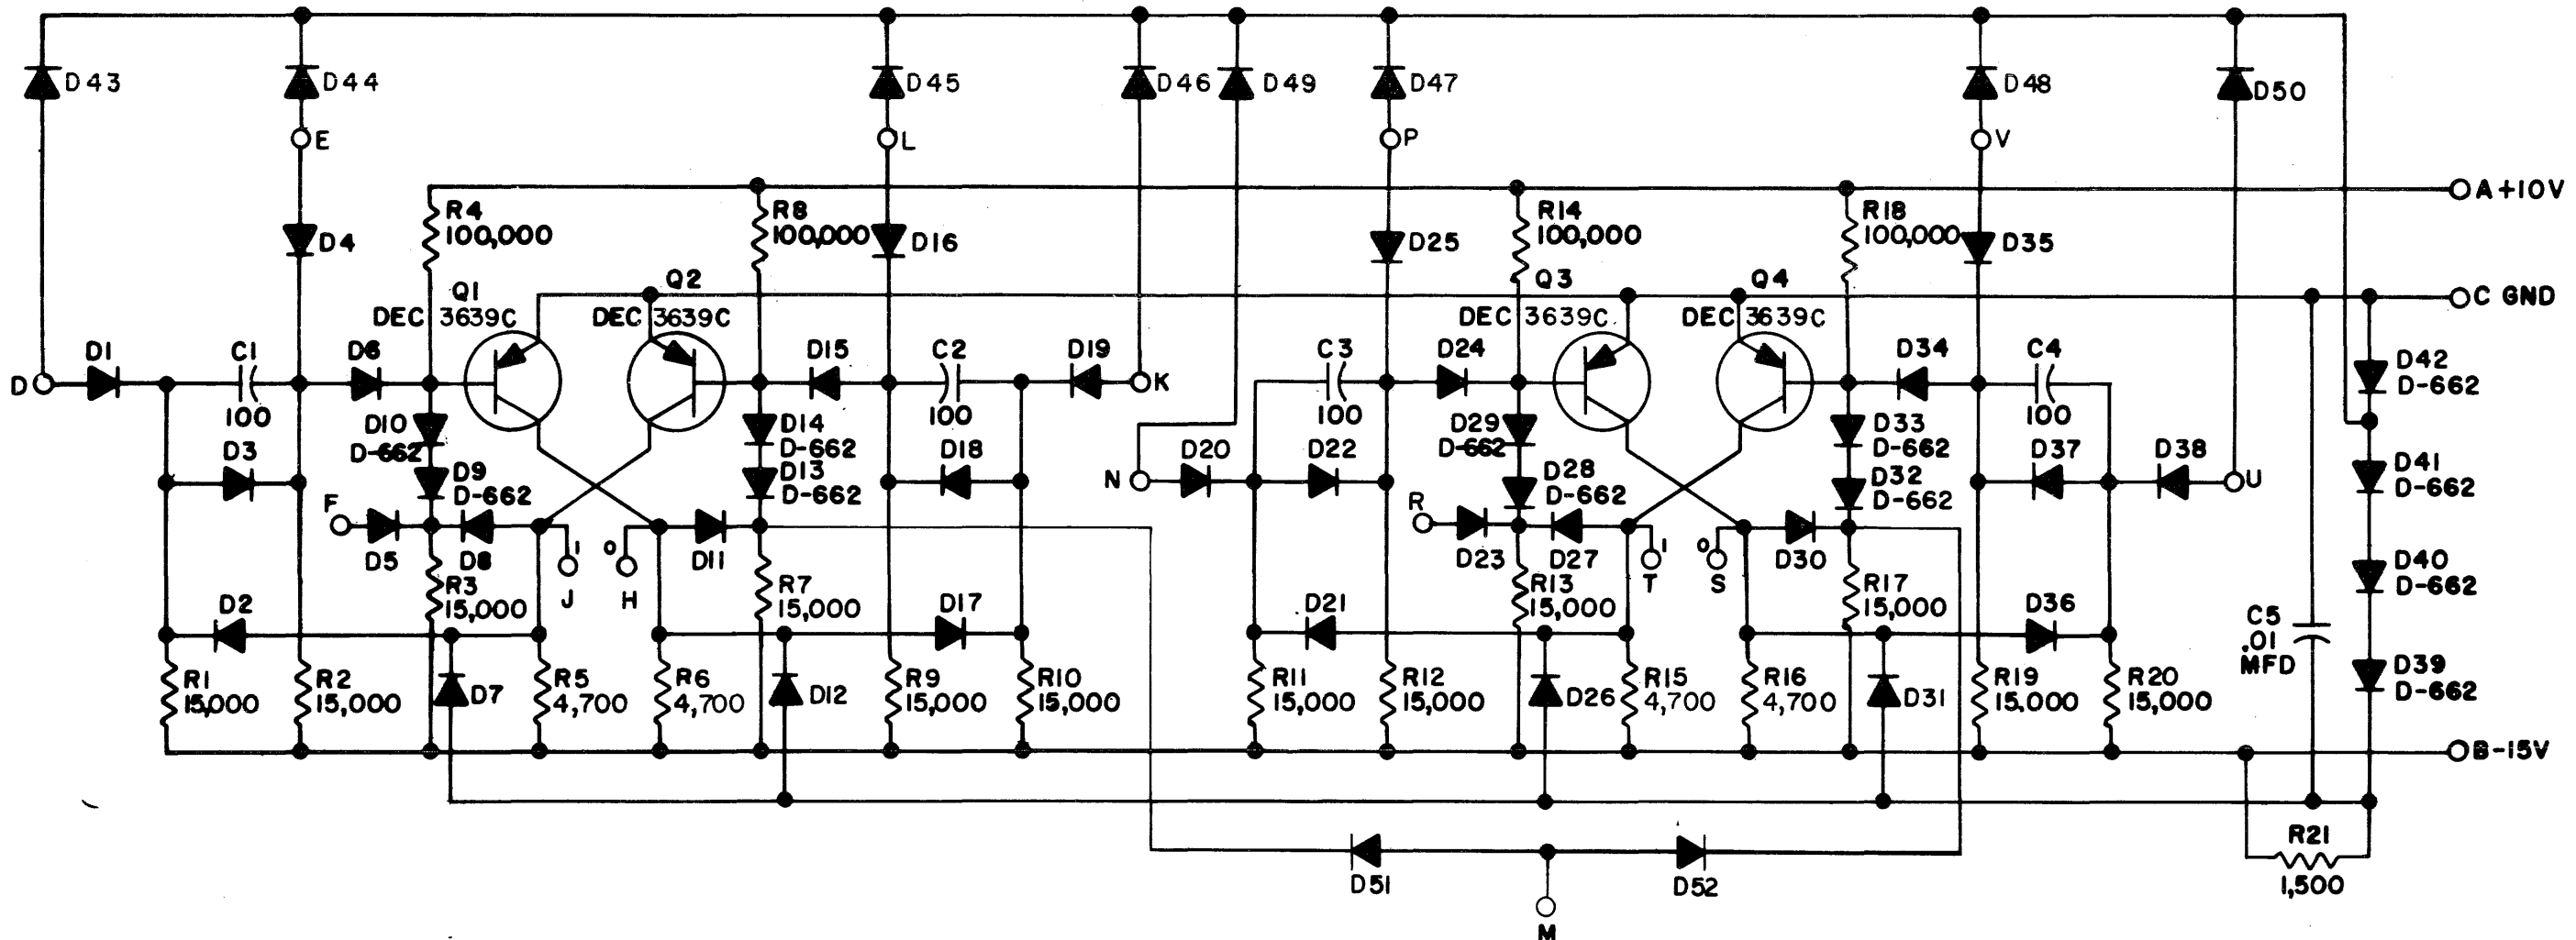 D43
D44
D45
D46
D49
D47
D48
D50
E
L
P
V
A +10V
R4
100,000
R8
100,000
R14
100,000
R18
100,000
D4
D16
D25
D35
Q1
DEC 3639C
Q2
DEC 3639C
Q3
DEC 3639C
Q4
DEC 3639C
C GND
D
D1
C1
100
D6
D15
C2
100
D19
K
C3
100
D24
D34
C4
100
D42
D-662
D10
D-662
D14
D-662
D29
D-662
D33
D-662
D3
D9
D-662
D13
D-662
D18
N
D20
D22
D28
D-662
D32
D-662
D37
D38
U
D41
D-662
F
D5
D8
1
J
0
H
D11
R
D23
D27
1
T
0
S
D30
D40
D-662
R3
15,000
R7
15,000
R13
15,000
R17
15,000
D2
D17
D21
D36
C5
.01
MFD
R1
15,000
R2
15,000
D7
R5
4,700
R6
4,700
D12
R9
15,000
R10
15,000
R11
15,000
R12
15,000
D26
R15
4,700
R16
4,700
D31
R19
15,000
R20
15,000
D39
D-662
B-15V
D51
D52
M
R21
1,500